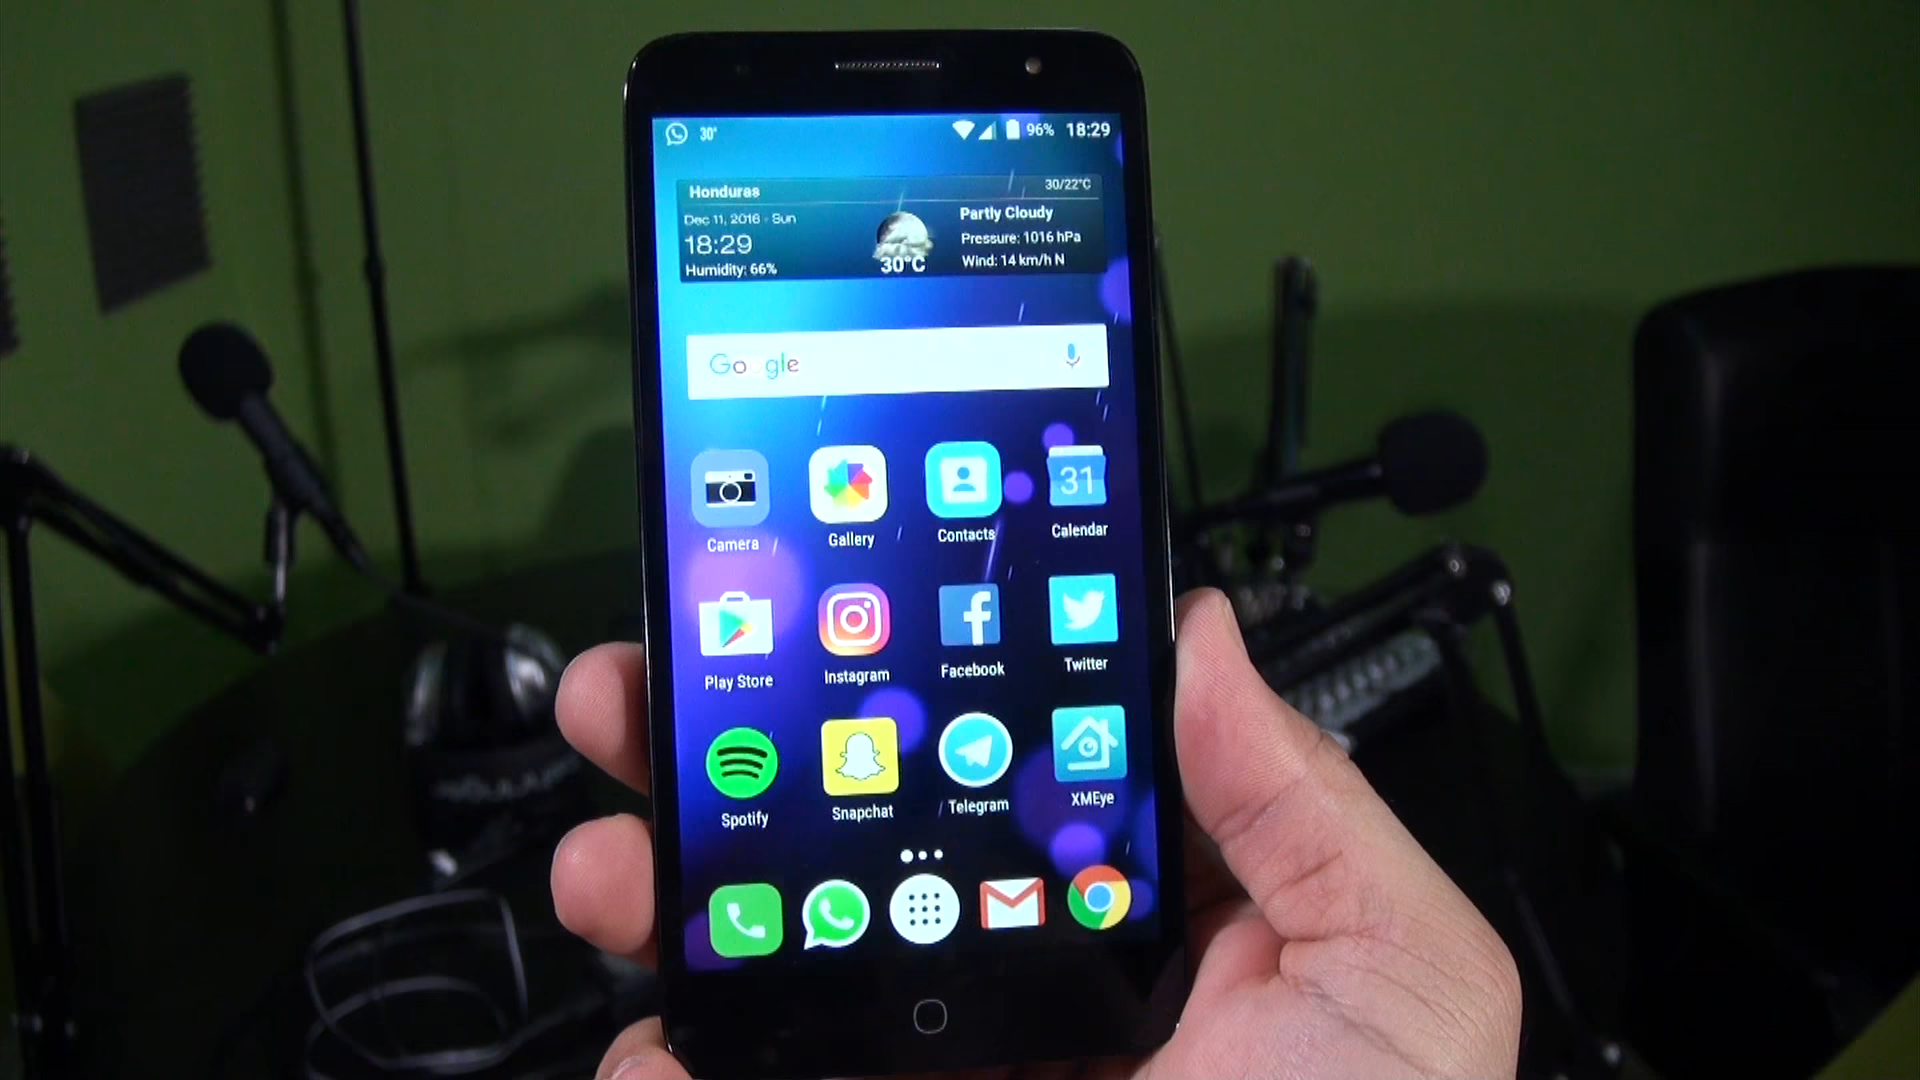 30° 96% 18:29
Honduras 30/22°C
Dec 11, 2016 - Sun Partly Cloudy
18:29 Pressure: 1016 hPa
Humidity: 66% 30°C Wind: 14 km/h N
Google
31
Camera Gallery Contacts Calendar
Play Store Instagram Facebook Twitter
Spotify Snapchat Telegram XMEye